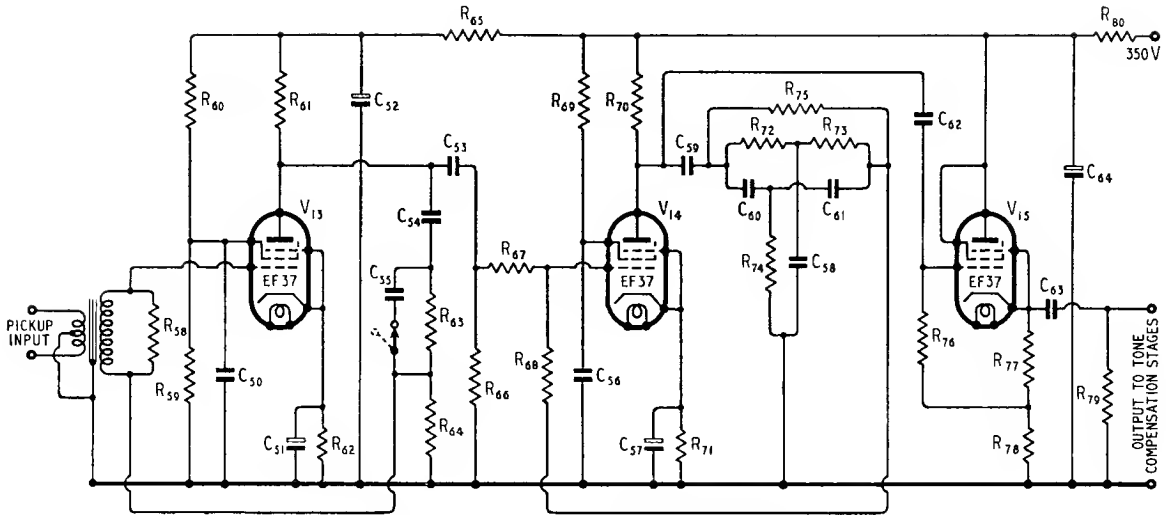 R65
R80
350 V
R60
R61
C52
R69
R70
R75
C62
C53
C59
R72
R73
C64
V13
C54
V14
C60
C61
V15
R67
R74
C58
EF37
C55
EF37
EF37
C63
PICKUP
INPUT
R58
R63
R76
R77
R59
C50
R66
R68
C56
R79
OUTPUT TO TONE
COMPENSATION STAGES
C51
R62
R64
C57
R71
R78